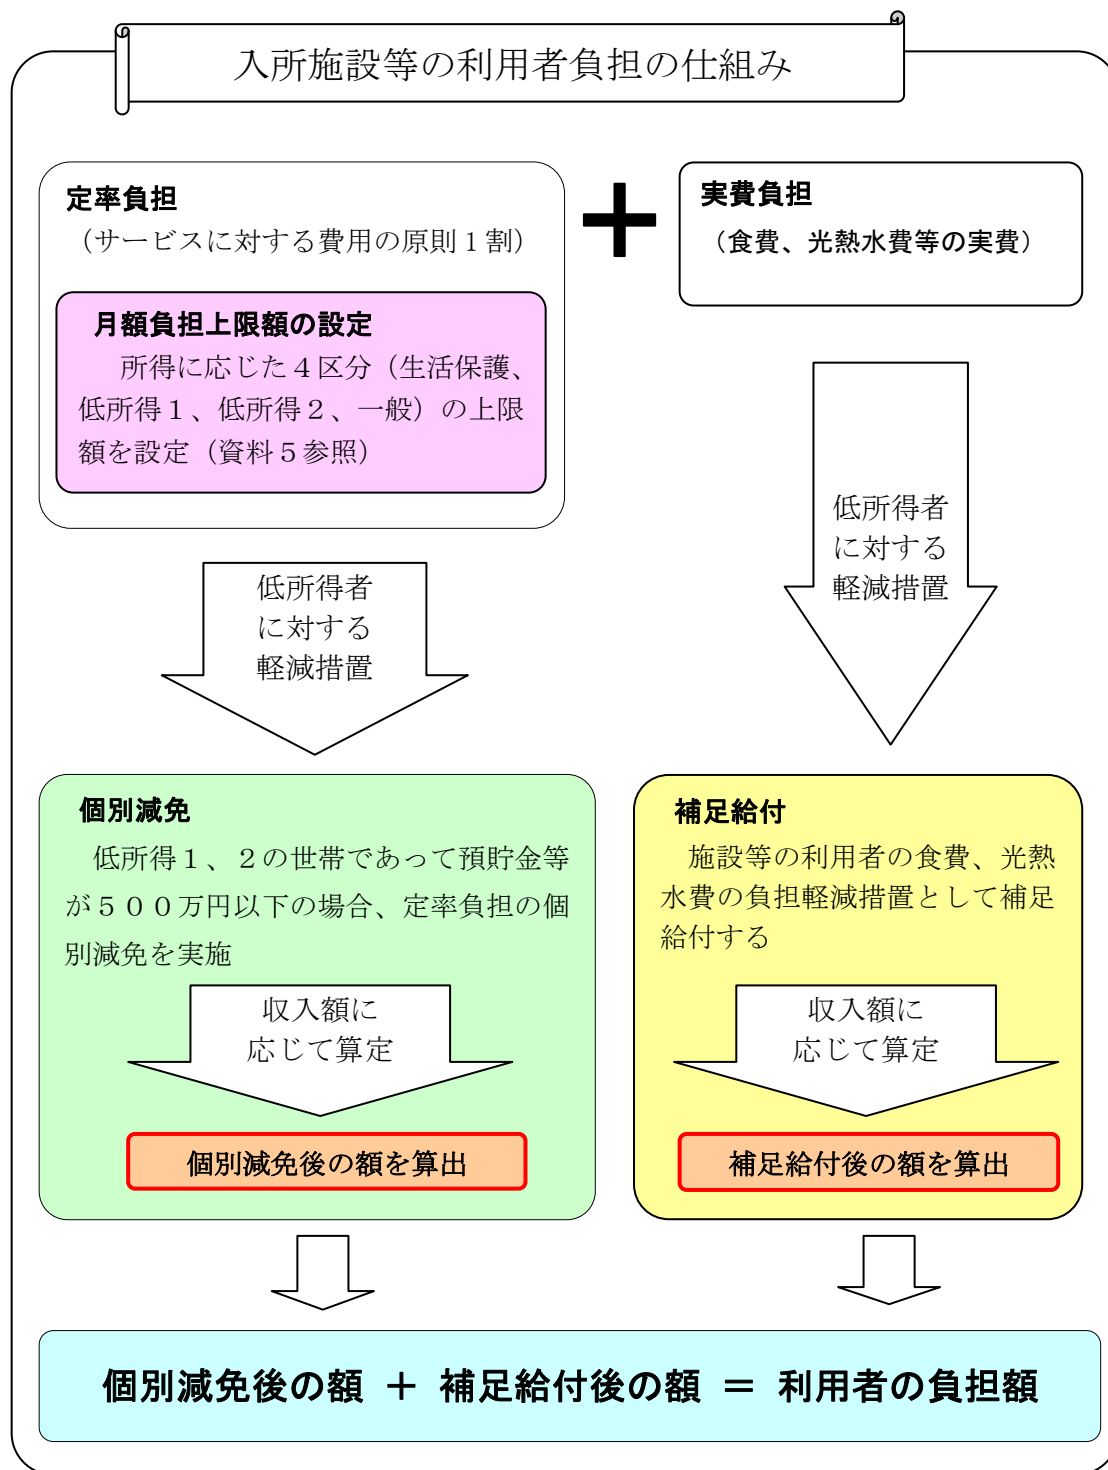 入所施設等の利用者負担の仕組み
定率負担
（サービスに対する費用の原則１割）
月額負担上限額の設定
所得に応じた４区分（生活保護、
低所得１、低所得２、一般）の上限
額を設定（資料５参照）
＋
実費負担
（食費、光熱水費等の実費）
低所得者
に対する
軽減措置
低所得者
に対する
軽減措置
個別減免
低所得１、２の世帯であって預貯金等
が５００万円以下の場合、定率負担の個
別減免を実施
収入額に
応じて算定
個別減免後の額を算出
補足給付
施設等の利用者の食費、光熱
水費の負担軽減措置として補足
給付する
収入額に
応じて算定
補足給付後の額を算出
個別減免後の額 ＋ 補足給付後の額 ＝ 利用者の負担額